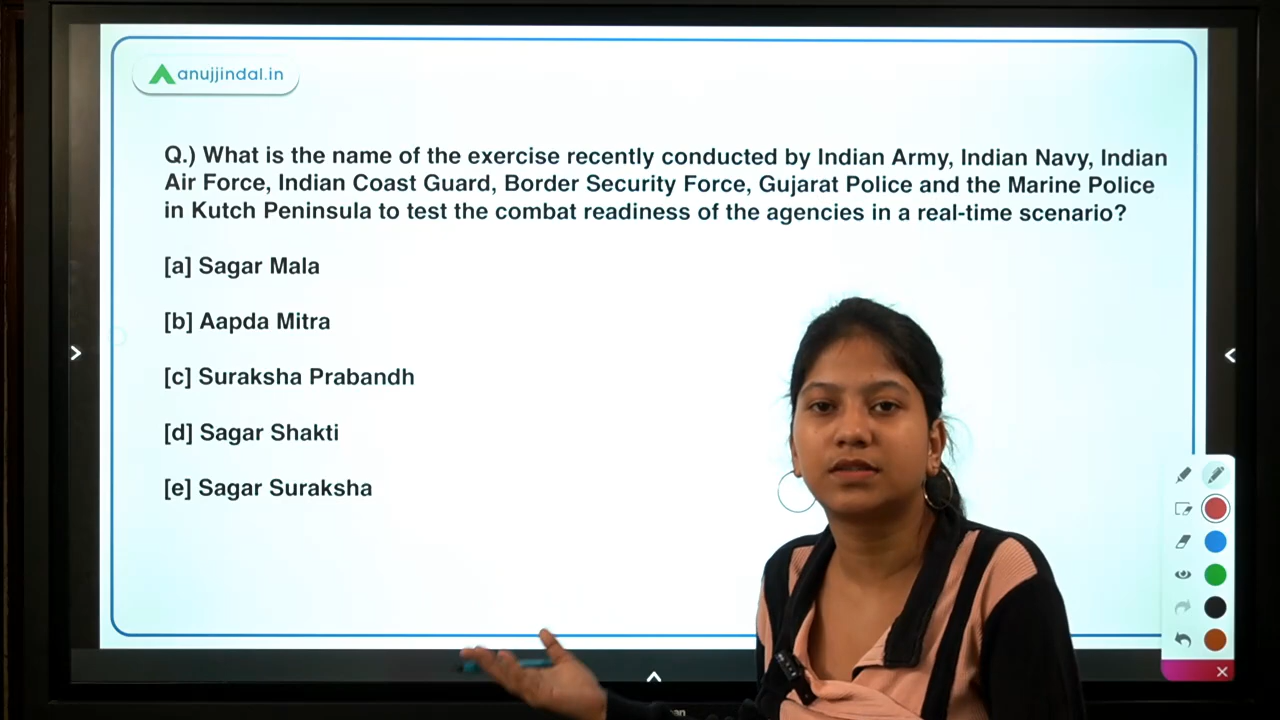 anujjindal.in
Q.) What is the name of the exercise recently conducted by Indian Army, Indian Navy, Indian
Air Force, Indian Coast Guard, Border Security Force, Gujarat Police and the Marine Police
in Kutch Peninsula to test the combat readiness of the agencies in a real-time scenario?
[a] Sagar Mala
[b] Aapda Mitra
[c] Suraksha Prabandh
[d] Sagar Shakti
[e] Sagar Suraksha